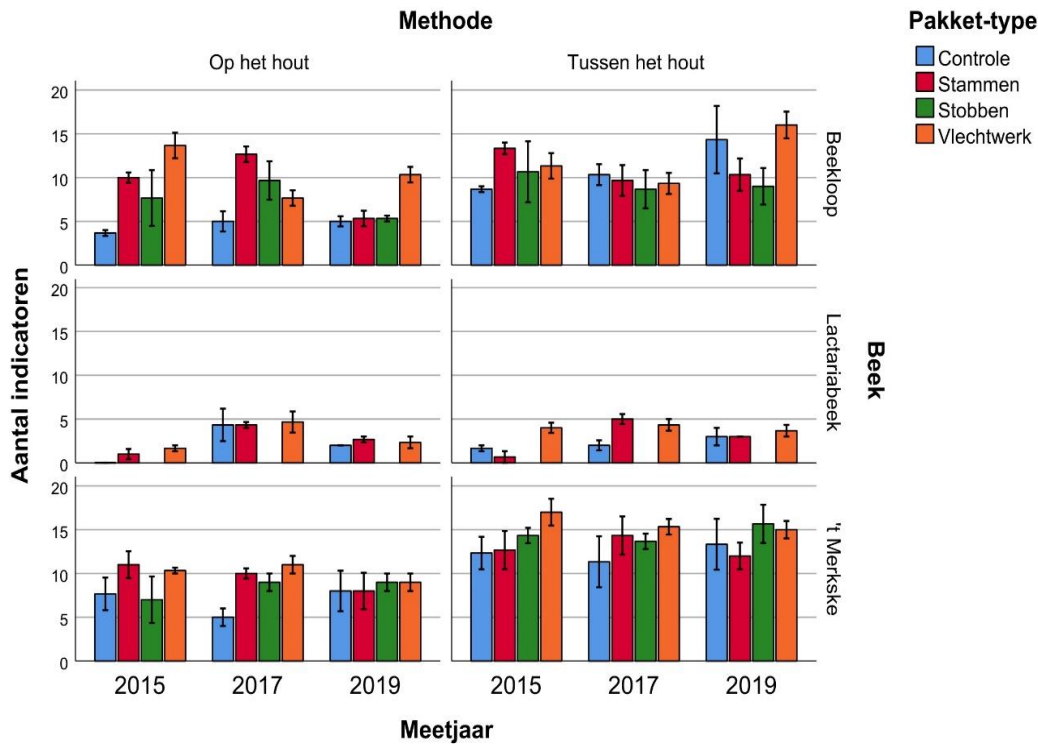 Methode
Pakket-type
Op het hout
Tussen het hout
Controle
Stammen
Stobben
Vlechtwerk
20
15
10
5
0
Beekloop
20
15
10
5
0
Lactariabeek
20
15
10
5
0
't Merkske
Aantal indicatoren
Beek
2015 2017 2019 2015 2017 2019
Meetjaar